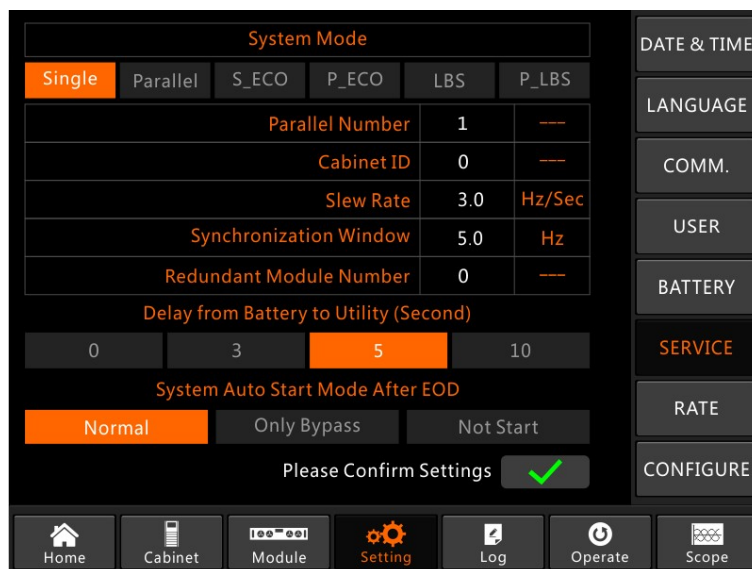 System Mode
Single Parallel S_ECO P_ECO LBS P_LBS
Parallel Number 1 ---
Cabinet ID 0 ---
Slew Rate 3.0 Hz/Sec
Synchronization Window 5.0 Hz
Redundant Module Number 0 ---
Delay from Battery to Utility (Second)
0 3 5 10
System Auto Start Mode After EOD
Normal Only Bypass Not Start
Please Confirm Settings
DATE & TIME
LANGUAGE
COMM.
USER
BATTERY
SERVICE
RATE
CONFIGURE
Home Cabinet Module Setting Log Operate Scope